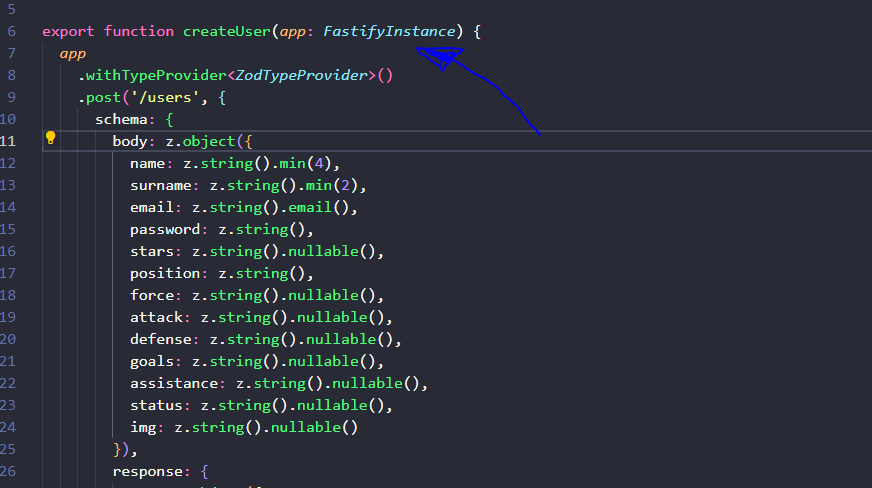 5
6 export function createUser(app: FastifyInstance) {
7 app
8 .withTypeProvider<ZodTypeProvider>()
9 .post('/users', {
10 schema: {
11 body: z.object({
12 name: z.string().min(4),
13 surname: z.string().min(2),
14 email: z.string().email(),
15 password: z.string(),
16 stars: z.string().nullable(),
17 position: z.string(),
18 force: z.string().nullable(),
19 attack: z.string().nullable(),
20 defense: z.string().nullable(),
21 goals: z.string().nullable(),
22 assistance: z.string().nullable(),
23 status: z.string().nullable(),
24 img: z.string().nullable()
25 }),
26 response: {